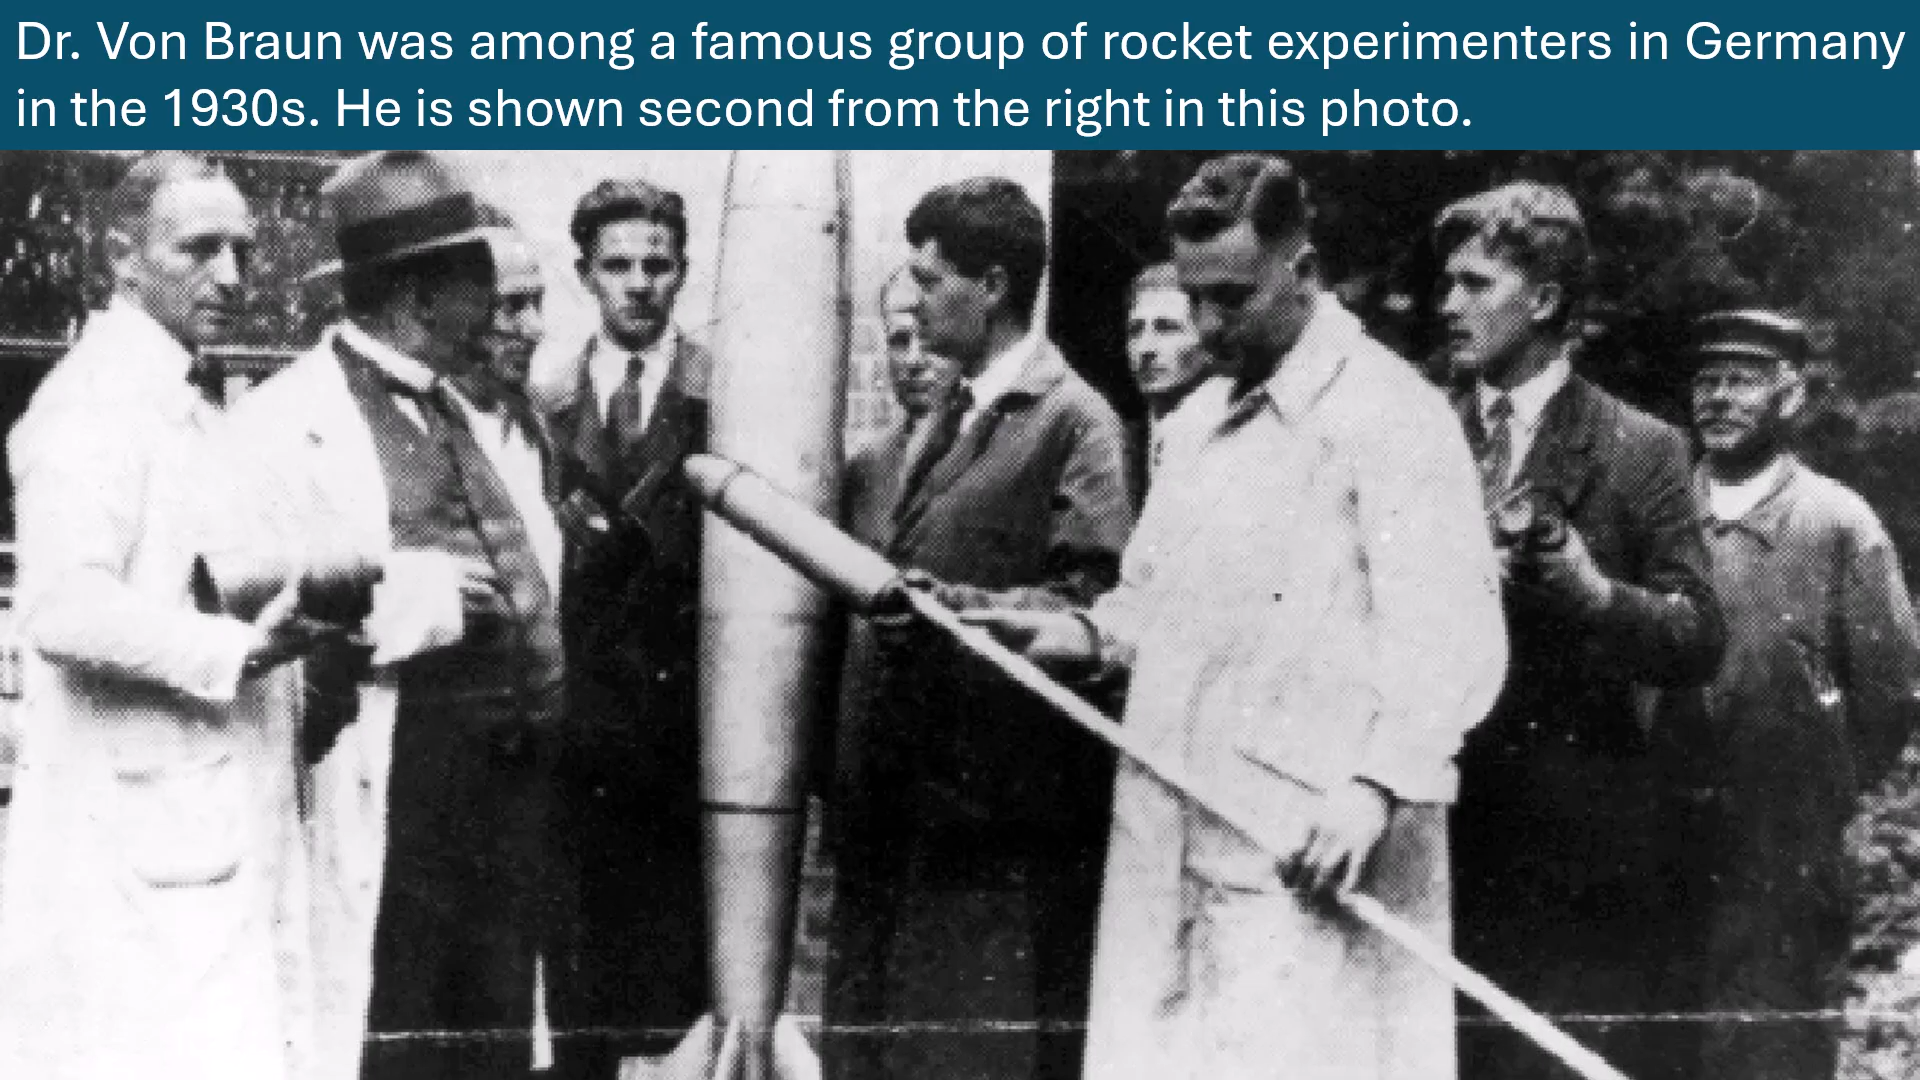 Dr. Von Braun was among a famous group of rocket experimenters in Germany
in the 1930s. He is shown second from the right in this photo.